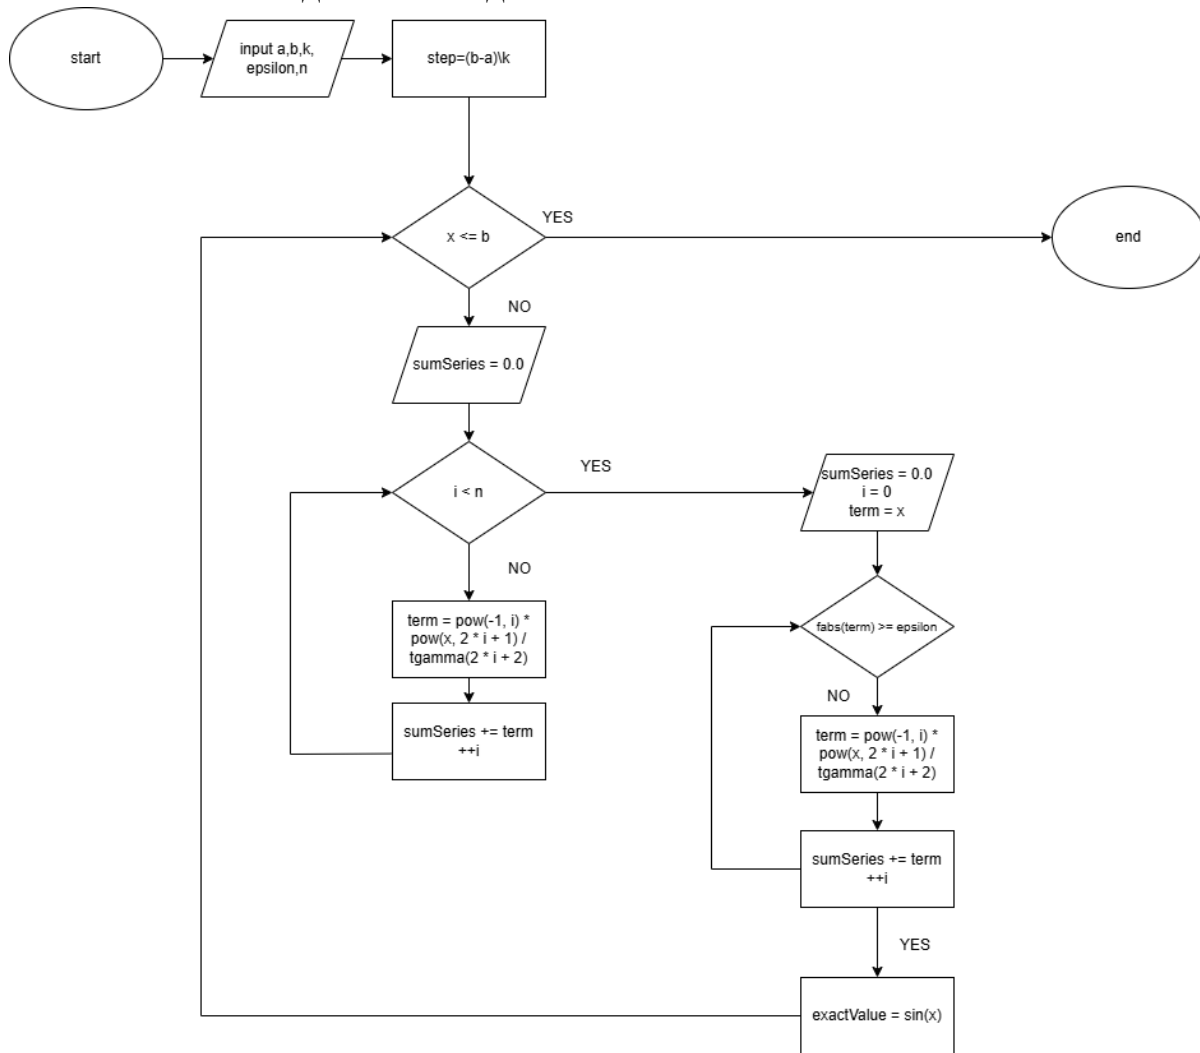 start
input a,b,k,
epsilon,n
step=(b-a)\k
x <= b
YES
end
NO
sumSeries = 0.0
i < n
YES
sumSeries = 0.0
i = 0
term = x
NO
term = pow(-1, i) *
pow(x, 2 * i + 1) /
tgamma(2 * i + 2)
sumSeries += term
++i
fabs(term) >= epsilon
NO
term = pow(-1, i) *
pow(x, 2 * i + 1) /
tgamma(2 * i + 2)
sumSeries += term
++i
YES
exactValue = sin(x)